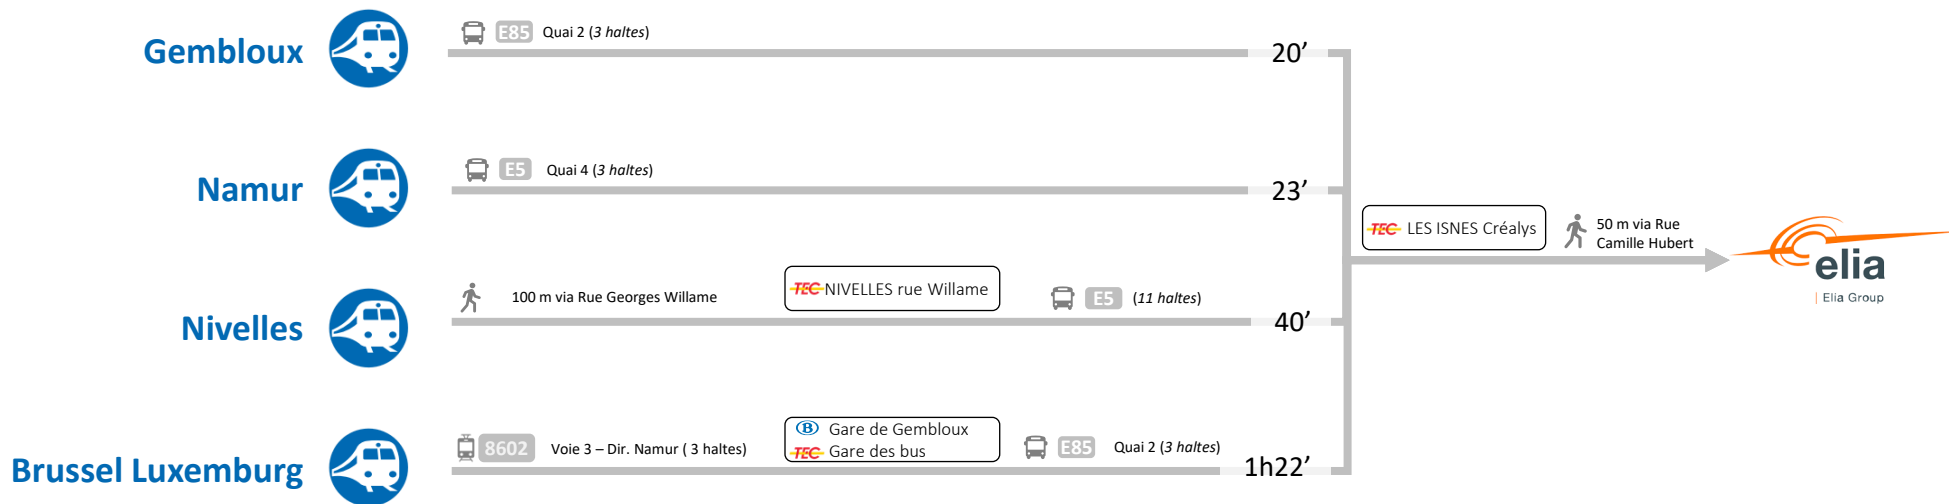 Gembloux
E85 Quai 2 (3 haltes)
20’
Namur
E5 Quai 4 (3 haltes)
23’
TEC LES ISNES Créalys
50 m via Rue
Camille Hubert
elia
Elia Group
Nivelles
100 m via Rue Georges Willame
TEC NIVELLES rue Willame
E5 (11 haltes)
40’
Brussel Luxemburg
8602 Voie 3 – Dir. Namur ( 3 haltes)
B Gare de Gembloux
TEC Gare des bus
E85 Quai 2 (3 haltes)
1h22’